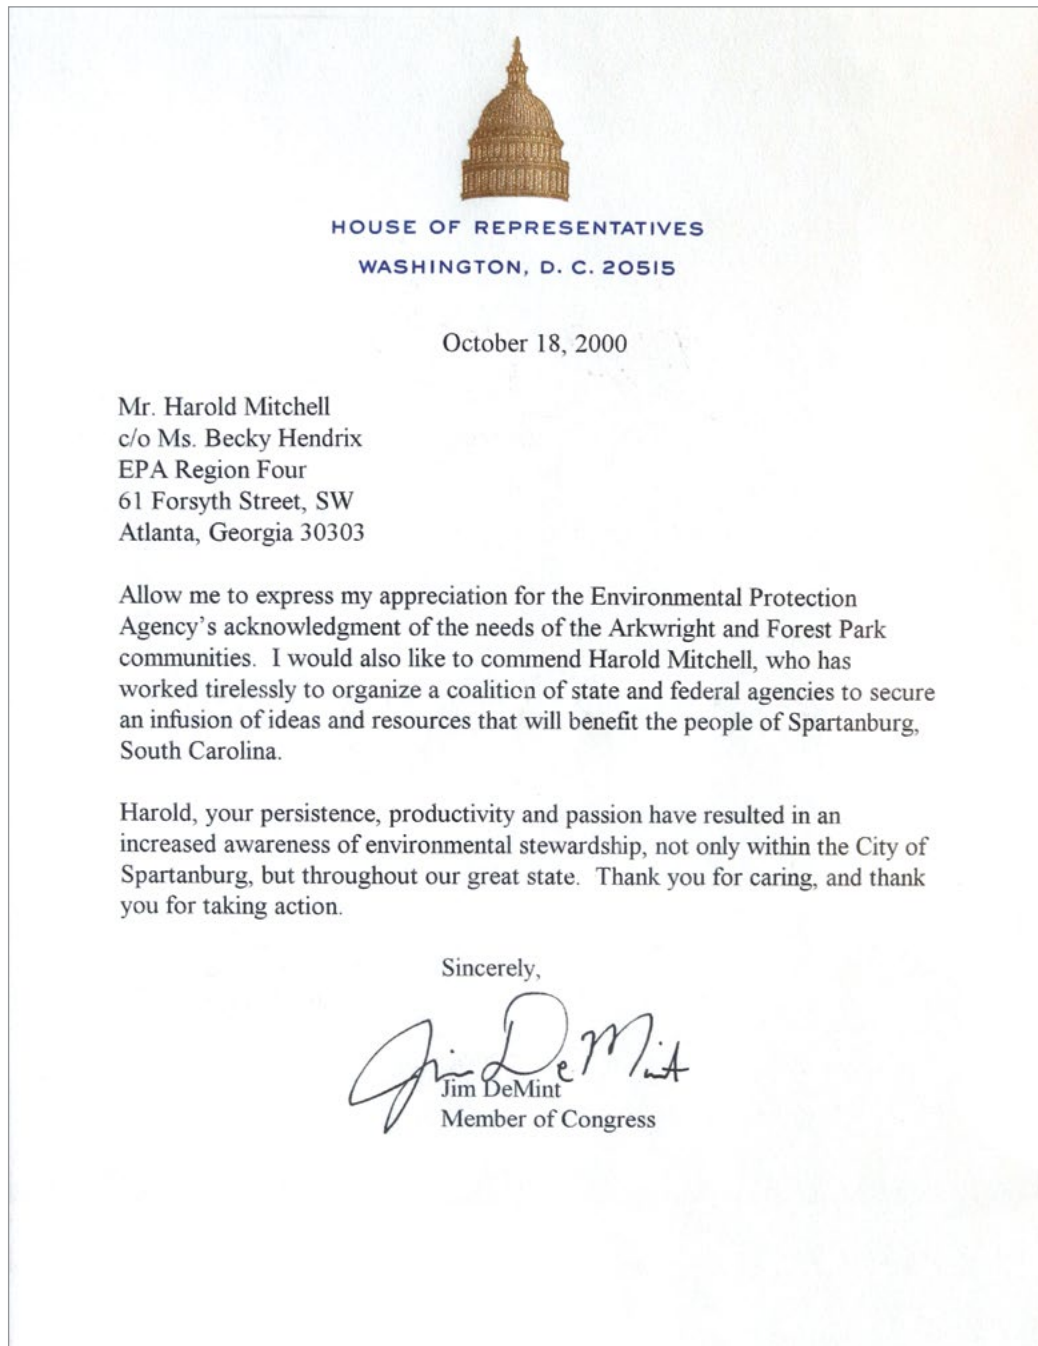 HOUSE OF REPRESENTATIVES
WASHINGTON, D. C. 20515
October 18, 2000
Mr. Harold Mitchell
c/o Ms. Becky Hendrix
EPA Region Four
61 Forsyth Street, SW
Atlanta, Georgia 30303
Allow me to express my appreciation for the Environmental Protection
Agency's acknowledgment of the needs of the Arkwright and Forest Park
communities.  I would also like to commend Harold Mitchell, who has
worked tirelessly to organize a coalition of state and federal agencies to secure
an infusion of ideas and resources that will benefit the people of Spartanburg,
South Carolina.
Harold, your persistence, productivity and passion have resulted in an
increased awareness of environmental stewardship, not only within the City of
Spartanburg, but throughout our great state.  Thank you for caring, and thank
you for taking action.
Sincerely,
Jim DeMint
Jim DeMint
Member of Congress